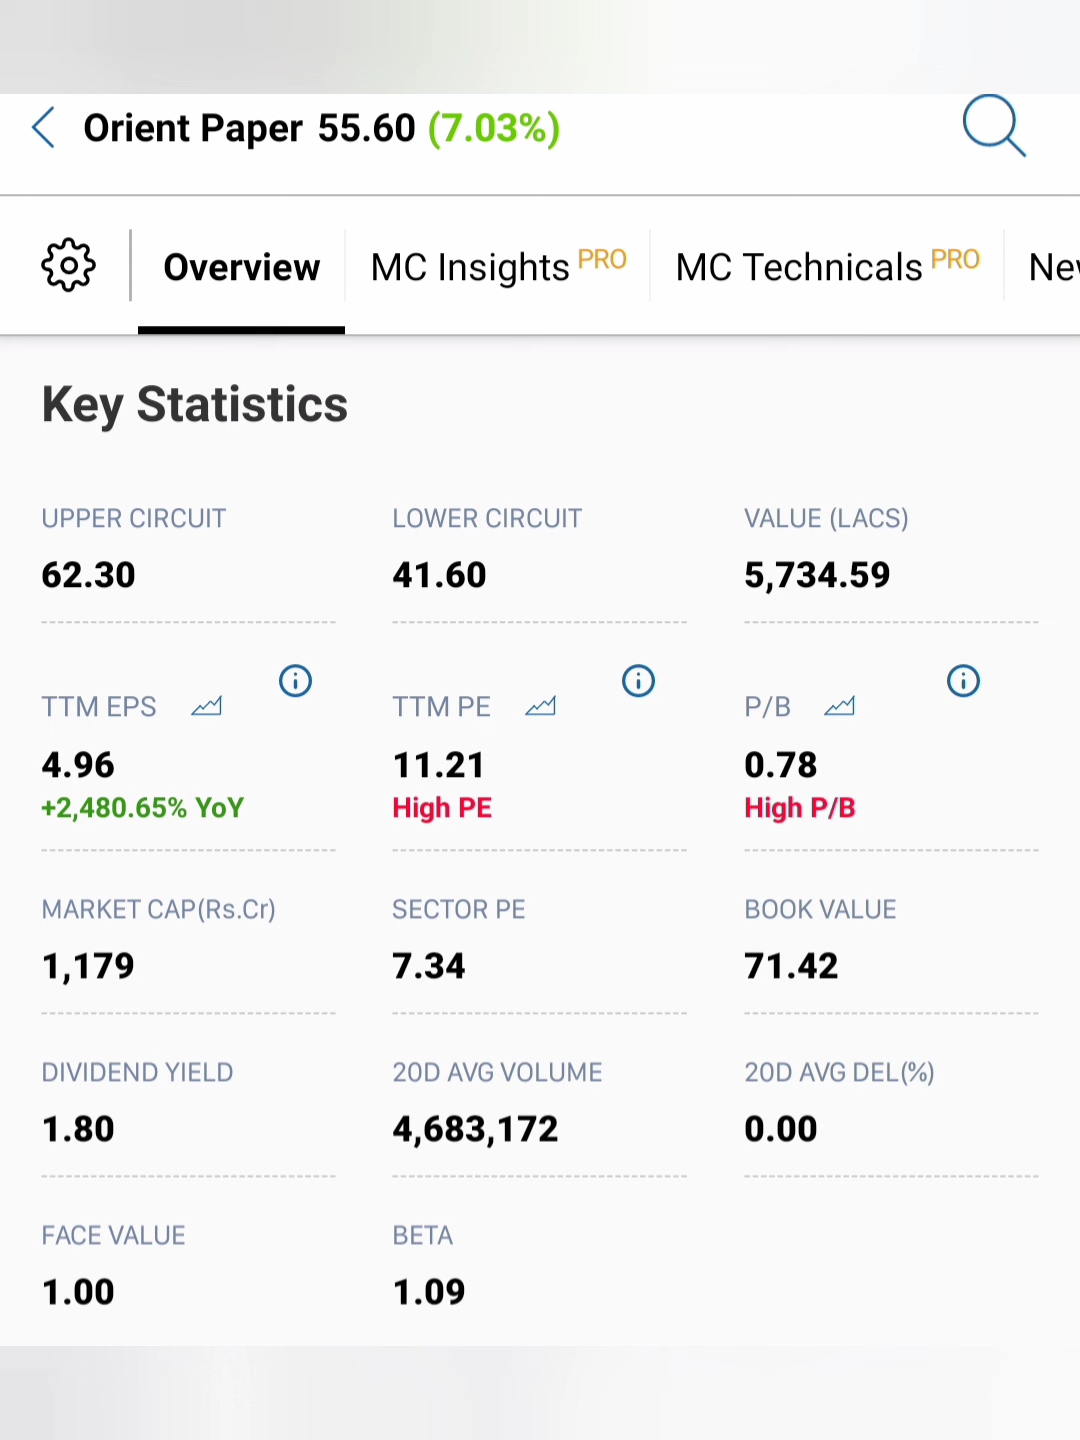 Orient Paper 55.60 (7.03%)
Overview MC Insights PRO MC Technicals PRO Nev
Key Statistics
UPPER CIRCUIT LOWER CIRCUIT VALUE (LACS)
62.30 41.60 5,734.59
TTM EPS TTM PE P/B
4.96 11.21 0.78
+2,480.65% YoY High PE High P/B
MARKET CAP(Rs.Cr) SECTOR PE BOOK VALUE
1,179 7.34 71.42
DIVIDEND YIELD 20D AVG VOLUME 20D AVG DEL(%)
1.80 4,683,172 0.00
FACE VALUE BETA
1.00 1.09